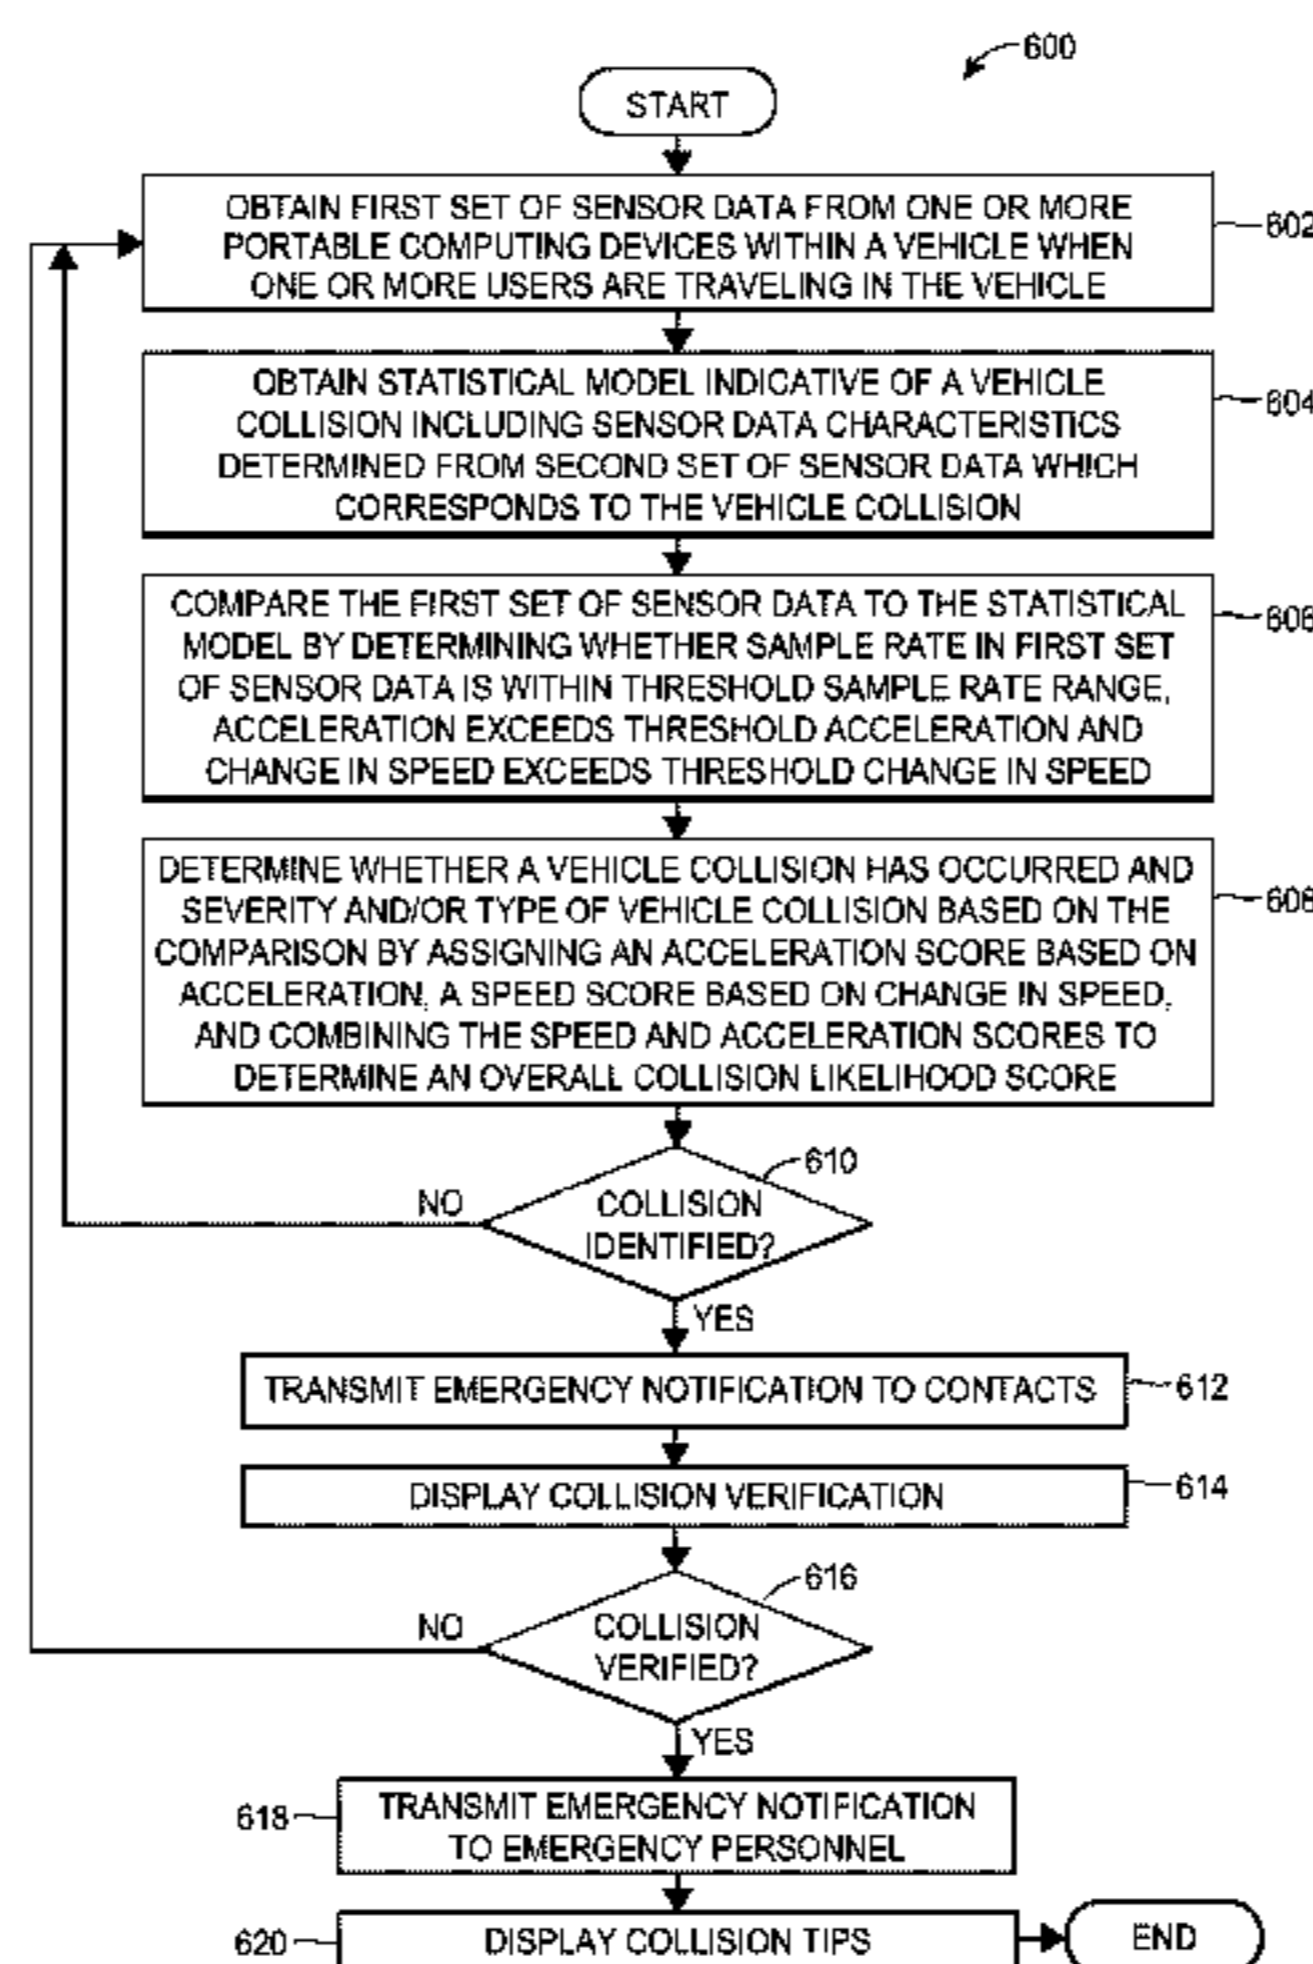 600
START
OBTAIN FIRST SET OF SENSOR DATA FROM ONE OR MORE
PORTABLE COMPUTING DEVICES WITHIN A VEHICLE WHEN
ONE OR MORE USERS ARE TRAVELING IN THE VEHICLE
602
OBTAIN STATISTICAL MODEL INDICATIVE OF A VEHICLE
COLLISION INCLUDING SENSOR DATA CHARACTERISTICS
DETERMINED FROM SECOND SET OF SENSOR DATA WHICH
CORRESPONDS TO THE VEHICLE COLLISION
604
COMPARE THE FIRST SET OF SENSOR DATA TO THE STATISTICAL
MODEL BY DETERMINING WHETHER SAMPLE RATE IN FIRST SET
OF SENSOR DATA IS WITHIN THRESHOLD SAMPLE RATE RANGE,
ACCELERATION EXCEEDS THRESHOLD ACCELERATION AND
CHANGE IN SPEED EXCEEDS THRESHOLD CHANGE IN SPEED
606
DETERMINE WHETHER A VEHICLE COLLISION HAS OCCURRED AND
SEVERITY AND/OR TYPE OF VEHICLE COLLISION BASED ON THE
COMPARISON BY ASSIGNING AN ACCELERATION SCORE BASED ON
ACCELERATION, A SPEED SCORE BASED ON CHANGE IN SPEED,
AND COMBINING THE SPEED AND ACCELERATION SCORES TO
DETERMINE AN OVERALL COLLISION LIKELIHOOD SCORE
608
610
NO
COLLISION
IDENTIFIED?
YES
TRANSMIT EMERGENCY NOTIFICATION TO CONTACTS
612
DISPLAY COLLISION VERIFICATION
614
616
NO
COLLISION
VERIFIED?
YES
618
TRANSMIT EMERGENCY NOTIFICATION
TO EMERGENCY PERSONNEL
620
DISPLAY COLLISION TIPS
END